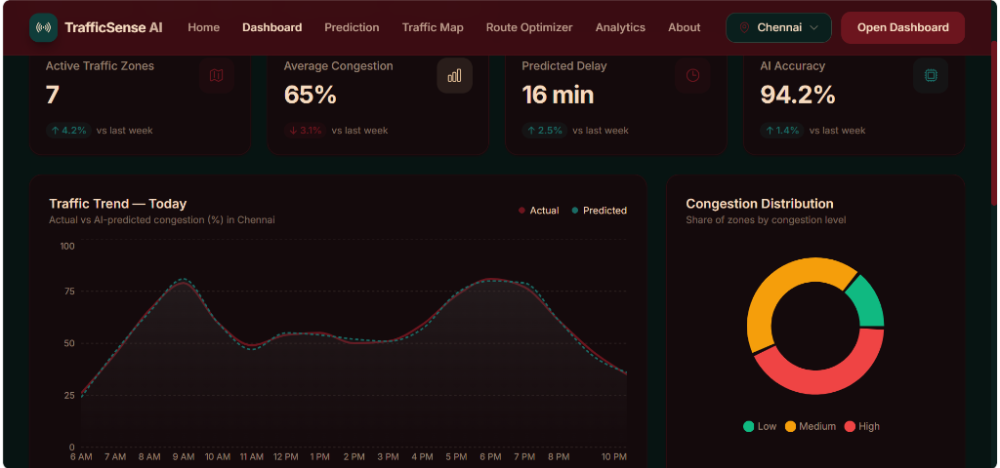 TrafficSense AI
Home Dashboard Prediction Traffic Map Route Optimizer Analytics About
Chennai
Open Dashboard
Active Traffic Zones
7
↑ 4.2% vs last week
Average Congestion
65%
↓ 3.1% vs last week
Predicted Delay
16 min
↑ 2.5% vs last week
AI Accuracy
94.2%
↑ 1.4% vs last week
Traffic Trend — Today
Actual vs AI-predicted congestion (%) in Chennai
Actual Predicted
100
75
50
25
0
6 AM 7 AM 8 AM 9 AM 10 AM 11 AM 12 PM 1 PM 2 PM 3 PM 4 PM 5 PM 6 PM 7 PM 8 PM 10 PM
Congestion Distribution
Share of zones by congestion level
Low Medium High